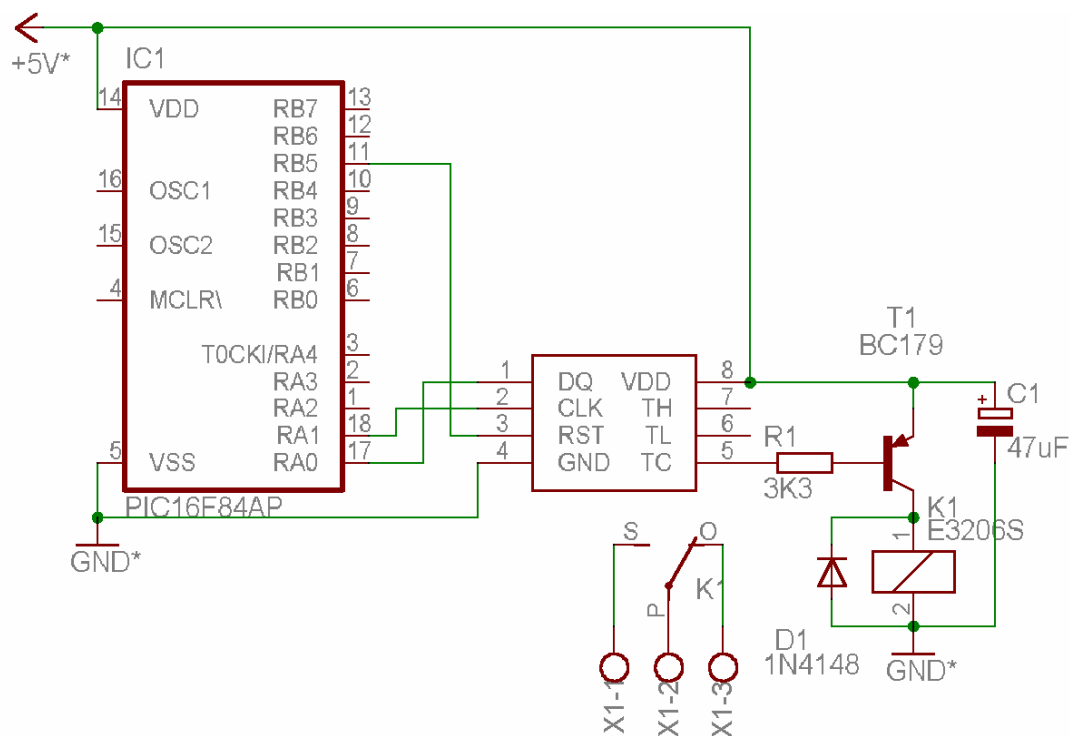 +5V*
IC1
14 VDD RB7 13
RB6 12
RB5 11
16 OSC1 RB4 10
RB3 9
15 OSC2 RB2 8
RB1 7
4 MCLR\ RB0 6
T0CKI/RA4 3
RA3 2
RA2 1
RA1 18
5 VSS RA0 17
PIC16F84AP
GND*
1 DQ VDD 8
2 CLK TH 7
3 RST TL 6
4 GND TC 5
R1
3K3
T1
BC179
C1
+
47uF
K1
E3206S
1
2
D1
1N4148
GND*
S
O
P
K1
X1-1
X1-2
X1-3